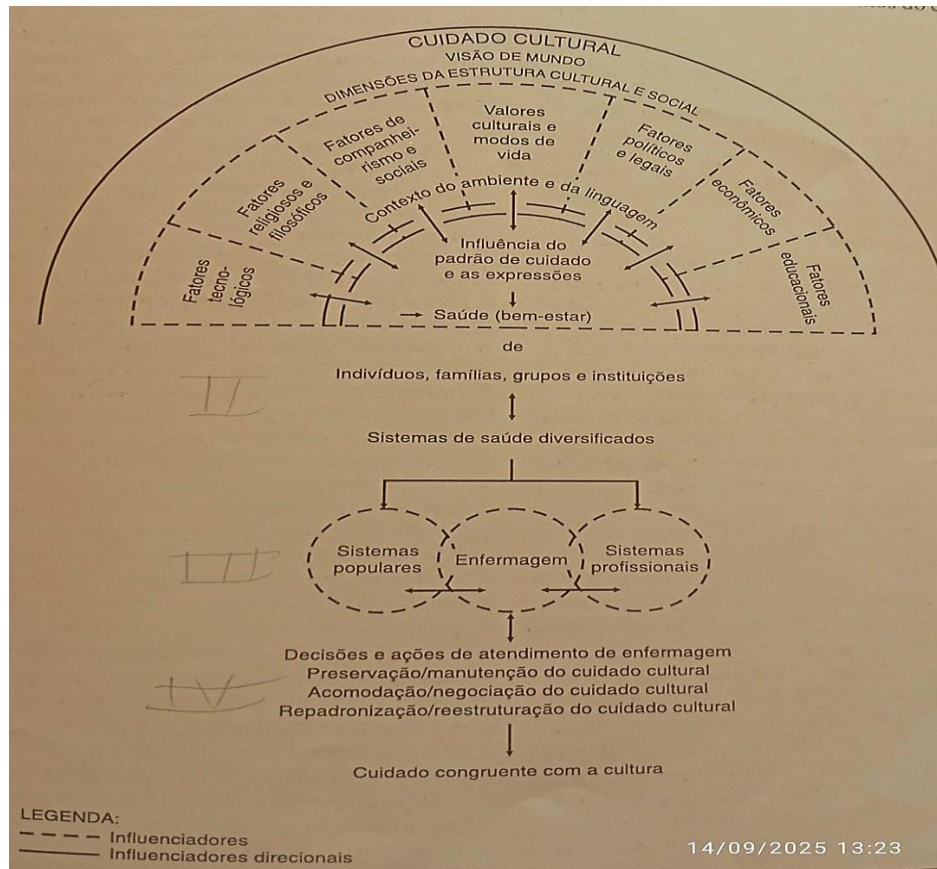 CUIDADO CULTURAL
VISÃO DE MUNDO
DIMENSÕES DA ESTRUTURA CULTURAL E SOCIAL
Fatores
tecno-
lógicos
Fatores
religiosos e
filosóficos
Fatores de
companhei-
rismo e
sociais
Valores
culturais e
modos de
vida
Fatores
políticos
e legais
Fatores
econômicos
Fatores
educacionais
Contexto do ambiente e da linguagem
Influência do
padrão de cuidado
e as expressões
Saúde (bem-estar)
de
II
Indivíduos, famílias, grupos e instituições
Sistemas de saúde diversificados
III
Sistemas
populares
Enfermagem
Sistemas
profissionais
IV
Decisões e ações de atendimento de enfermagem
Preservação/manutenção do cuidado cultural
Acomodação/negociação do cuidado cultural
Repadronização/reestruturação do cuidado cultural
Cuidado congruente com a cultura
LEGENDA:
Influenciadores
Influenciadores direcionais
14/09/2025 13:23